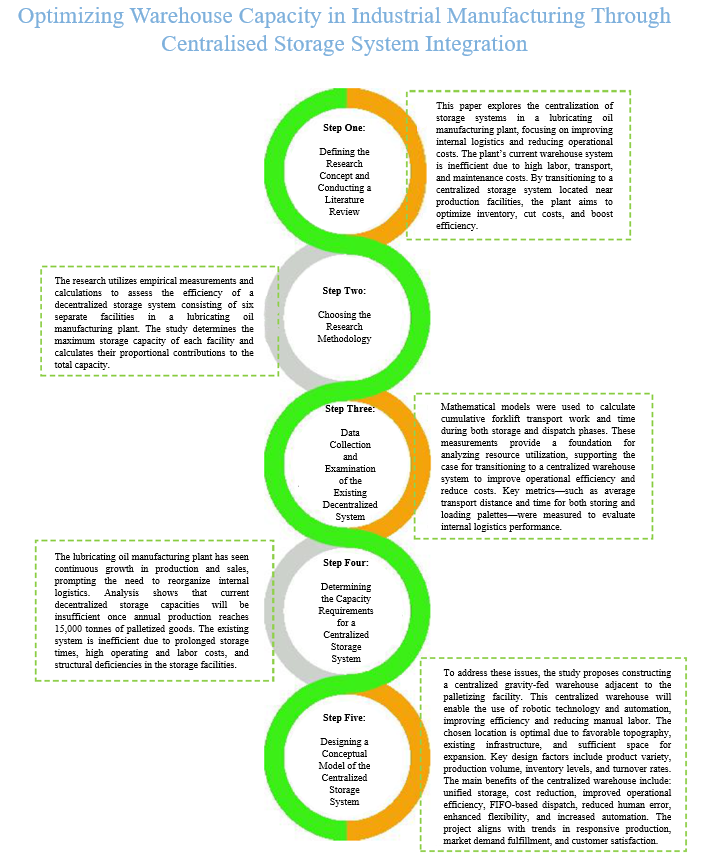 Optimizing Warehouse Capacity in Industrial Manufacturing Through
Centralised Storage System Integration
Step One:
Defining the
Research
Concept and
Conducting a
Literature
Review
This paper explores the centralization of
storage systems in a lubricating oil
manufacturing plant, focusing on improving
internal logistics and reducing operational
costs. The plant's current warehouse system
is inefficient due to high labor, transport,
and maintenance costs. By transitioning to a
centralized storage system located near
production facilities, the plant aims to
optimize inventory, cut costs, and boost
efficiency.
Step Two:
Choosing the
Research
Methodology
The research utilizes empirical measurements and
calculations to assess the efficiency of a
decentralized storage system consisting of six
separate facilities in a lubricating oil
manufacturing plant. The study determines the
maximum storage capacity of each facility and
calculates their proportional contributions to the
total capacity.
Step Three:
Data
Collection
and
Examination
of the
Existing
Decentralized
System
Mathematical models were used to calculate
cumulative forklift transport work and time
during both storage and dispatch phases. These
measurements provide a foundation for
analyzing resource utilization, supporting the
case for transitioning to a centralized warehouse
system to improve operational efficiency and
reduce costs. Key metrics—such as average
transport distance and time for both storing and
loading palettes—were measured to evaluate
internal logistics performance.
Step Four:
Determining
the Capacity
Requirements
for a
Centralized
Storage
System
The lubricating oil manufacturing plant has seen
continuous growth in production and sales,
prompting the need to reorganize internal
logistics. Analysis shows that current
decentralized storage capacities will be
insufficient once annual production reaches
15,000 tonnes of palletized goods. The existing
system is inefficient due to prolonged storage
times, high operating and labor costs, and
structural deficiencies in the storage facilities.
Step Five:
Designing a
Conceptual
Model of the
Centralized
Storage
System
To address these issues, the study proposes constructing
a centralized gravity-fed warehouse adjacent to the
palletizing facility. This centralized warehouse will
enable the use of robotic technology and automation,
improving efficiency and reducing manual labor. The
chosen location is optimal due to favorable topography,
existing infrastructure, and sufficient space for
expansion. Key design factors include product variety,
production volume, inventory levels, and turnover rates.
The main benefits of the centralized warehouse include:
unified storage, cost reduction, improved operational
efficiency, FIFO-based dispatch, reduced human error,
enhanced flexibility, and increased automation. The
project aligns with trends in responsive production,
market demand fulfillment, and customer satisfaction.